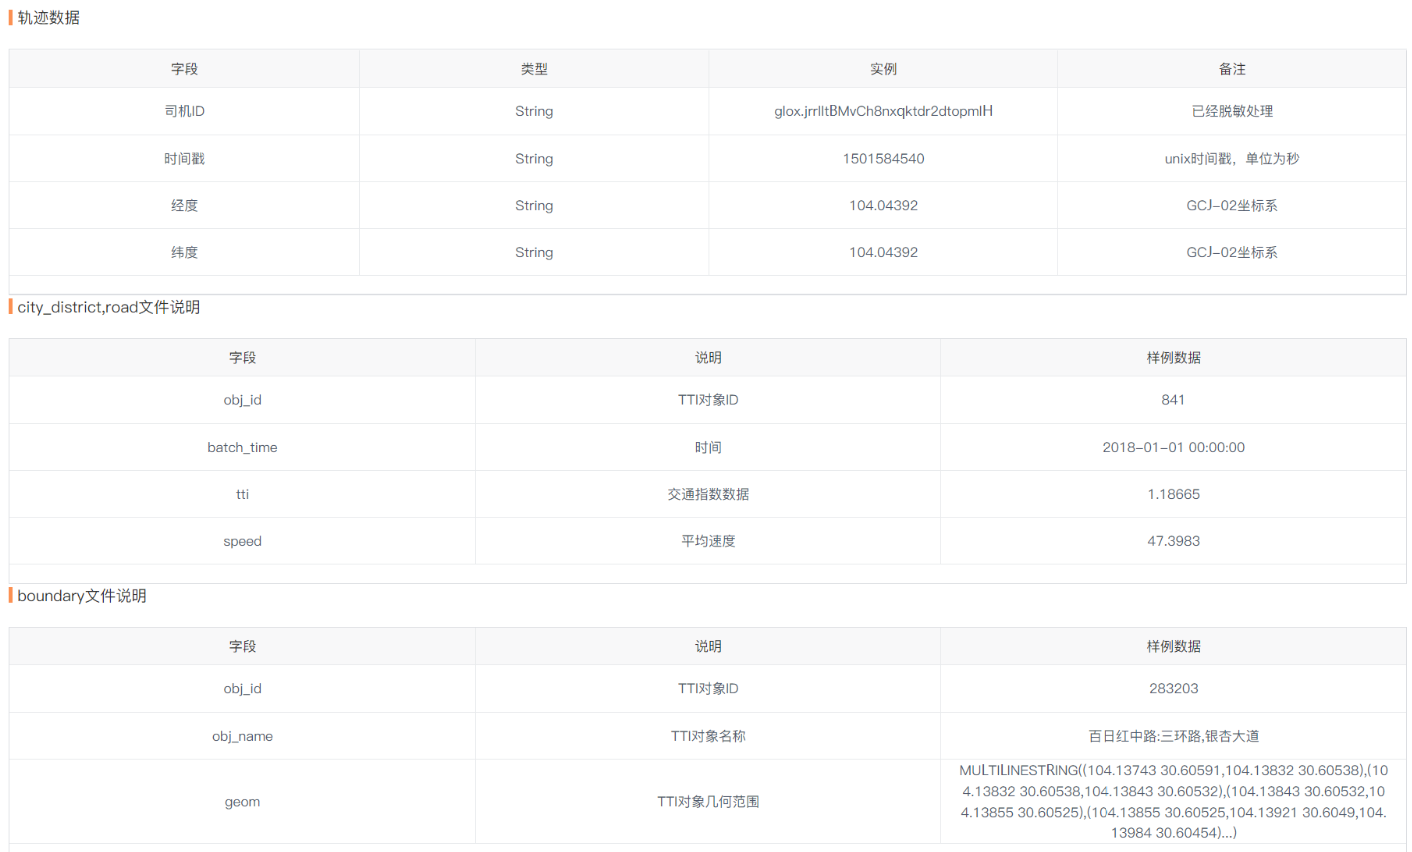 轨迹数据
字段 类型 实例 备注
司机ID String glox.jrrlltBMvCh8nxqktdr2dtopmlH 已经脱敏处理
时间戳 String 1501584540 unix时间戳，单位为秒
经度 String 104.04392 GCJ-02坐标系
纬度 String 104.04392 GCJ-02坐标系
city_district,road文件说明
字段 说明 样例数据
obj_id TTI对象ID 841
batch_time 时间 2018-01-01 00:00:00
tti 交通指数数据 1.18665
speed 平均速度 47.3983
boundary文件说明
字段 说明 样例数据
obj_id TTI对象ID 283203
obj_name TTI对象名称 百日红中路:三环路,银杏大道
geom TTI对象几何范围 MULTILINESTRING((104.13743 30.60591,104.13832 30.60538),(10
4.13832 30.60538,104.13843 30.60532),(104.13843 30.60532,10
4.13855 30.60525),(104.13855 30.60525,104.13921 30.6049,104.
13984 30.60454)...)